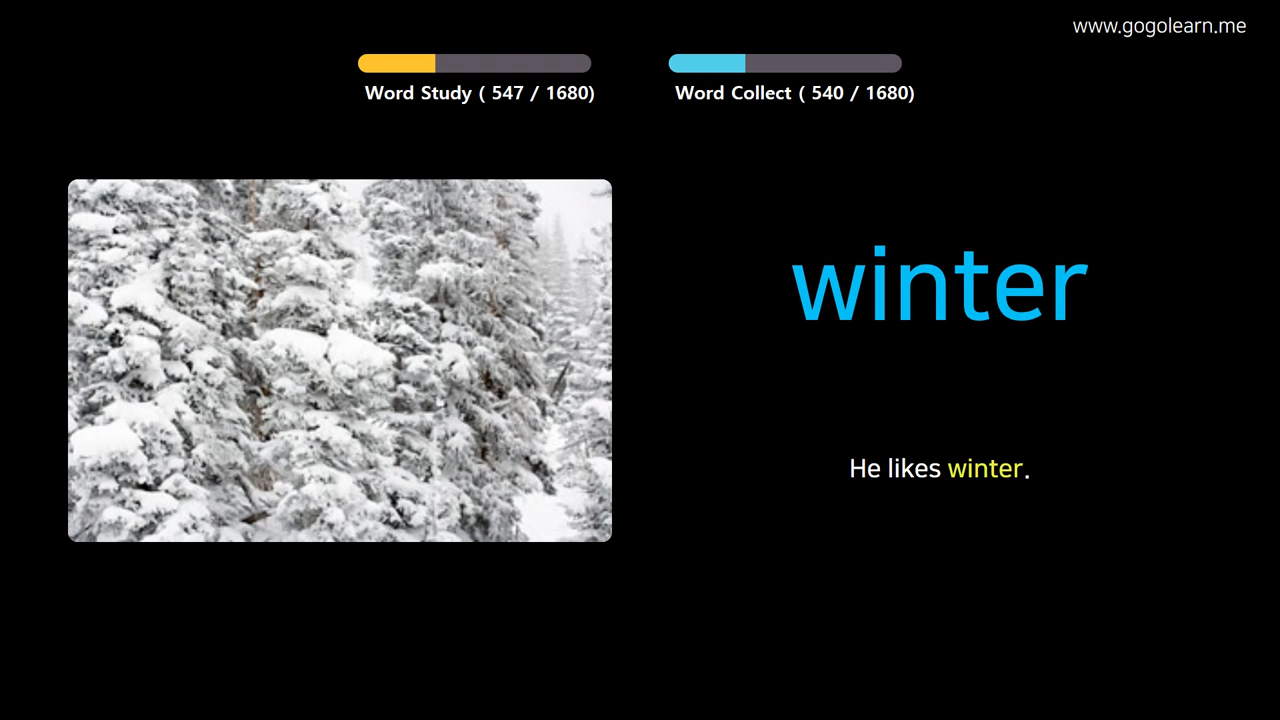 www.gogolearn.me
Word Study ( 547 / 1680)
Word Collect ( 540 / 1680)
winter
He likes winter.